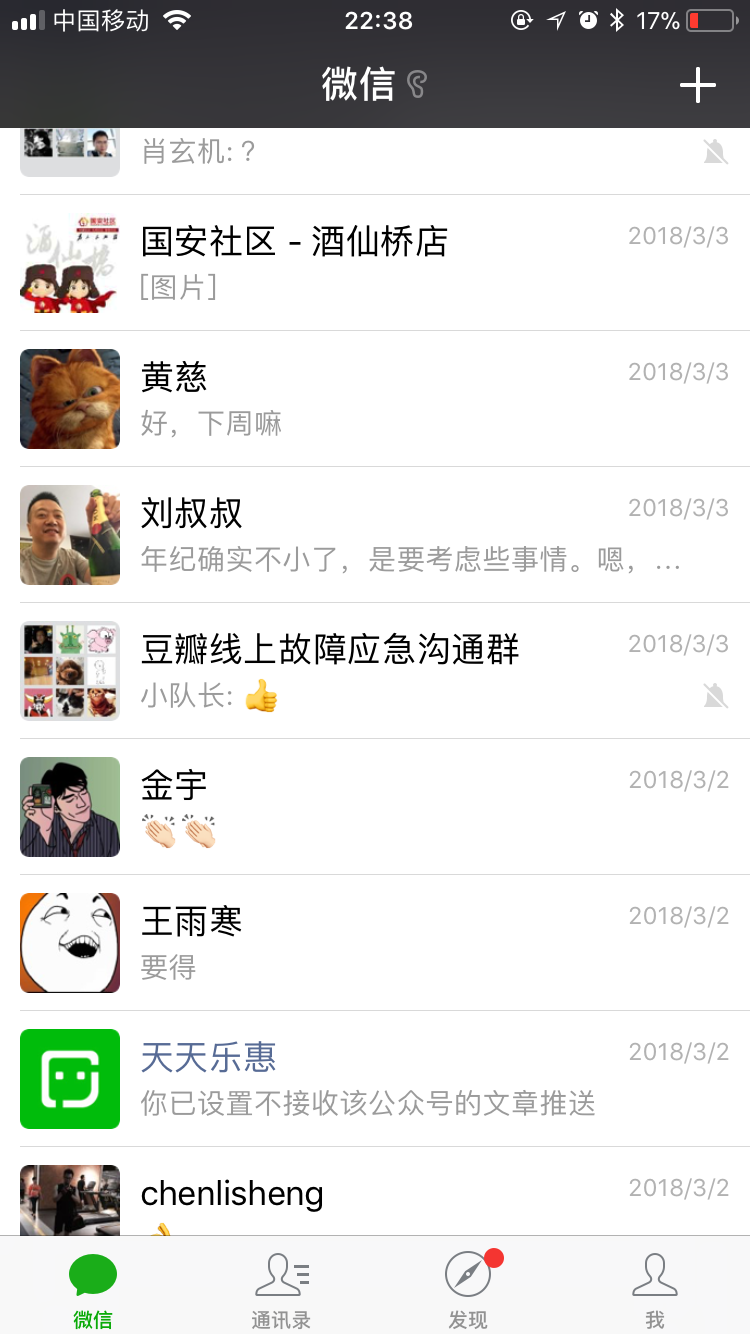 中国移动 22:38 17%
微信
肖玄机: ?
国安社区 - 酒仙桥店 2018/3/3
[图片]
黄慈 2018/3/3
好，下周嘛
刘叔叔 2018/3/3
年纪确实不小了，是要考虑些事情。嗯，...
豆瓣线上故障应急沟通群 2018/3/3
小队长: 👍
金宇 2018/3/2
👏🏻👏🏻
王雨寒 2018/3/2
要得
天天乐惠 2018/3/2
你已设置不接收该公众号的文章推送
chenlisheng 2018/3/2
微信 通讯录 发现 我